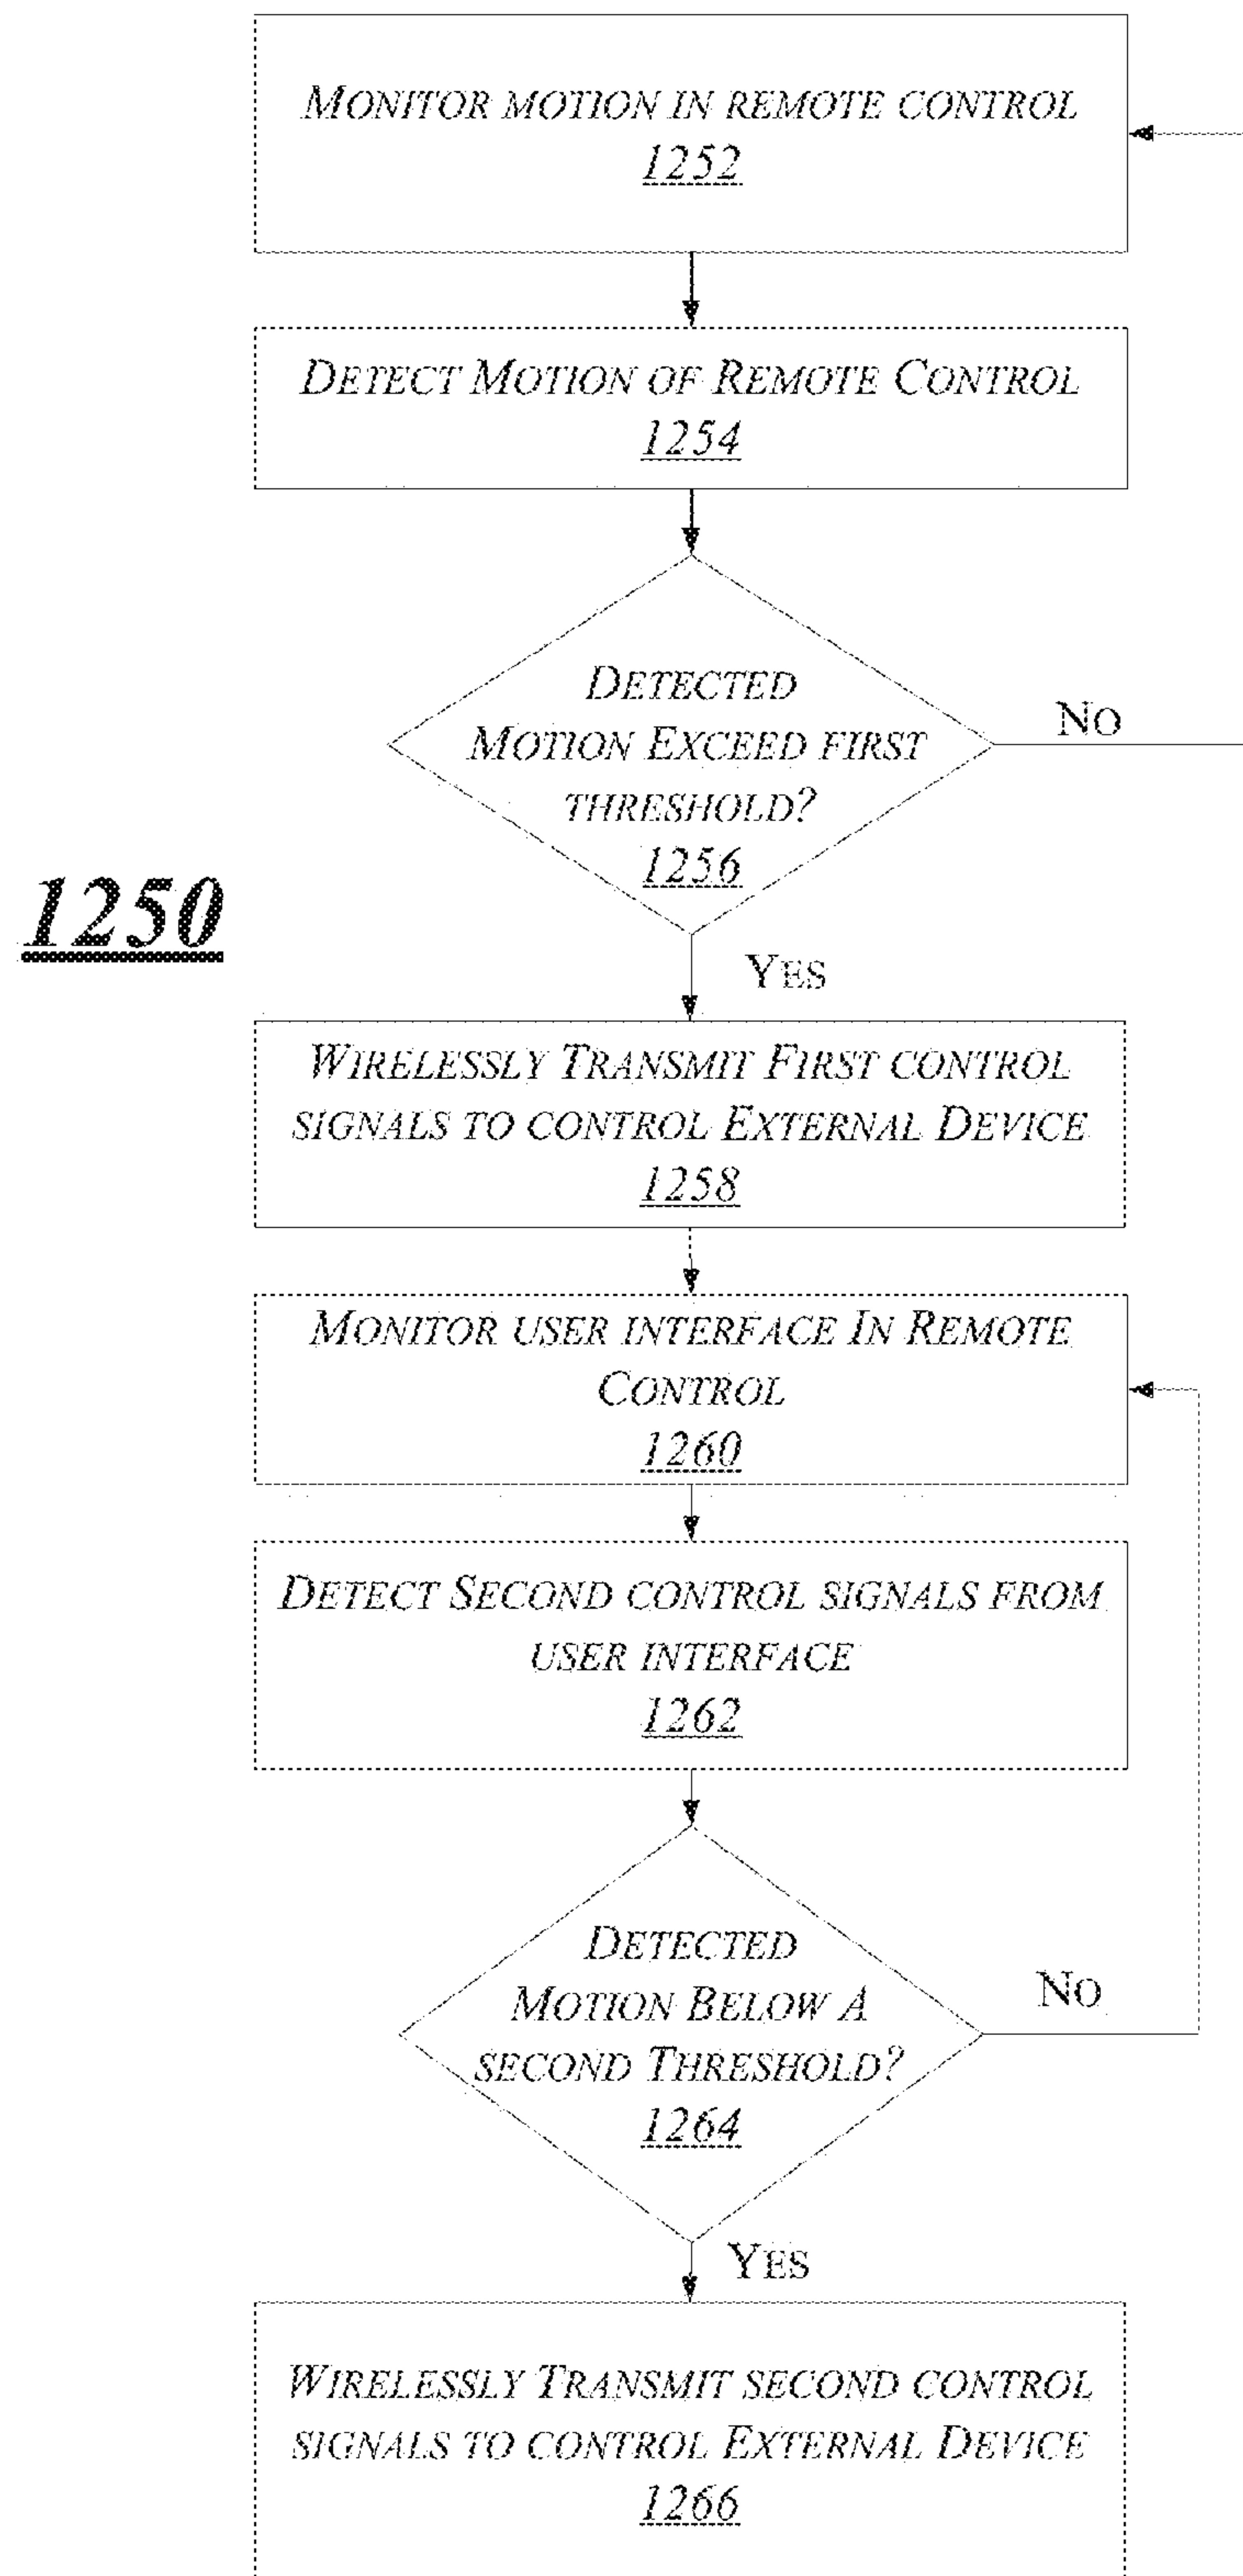 MONITOR MOTION IN REMOTE CONTROL
1252
DETECT MOTION OF REMOTE CONTROL
1254
DETECTED
MOTION EXCEED FIRST
THRESHOLD?
1256
NO
1250
YES
WIRELESSLY TRANSMIT FIRST CONTROL
SIGNALS TO CONTROL EXTERNAL DEVICE
1258
MONITOR USER INTERFACE IN REMOTE
CONTROL
1260
DETECT SECOND CONTROL SIGNALS FROM
USER INTERFACE
1262
DETECTED
MOTION BELOW A
SECOND THRESHOLD?
1264
NO
YES
WIRELESSLY TRANSMIT SECOND CONTROL
SIGNALS TO CONTROL EXTERNAL DEVICE
1266